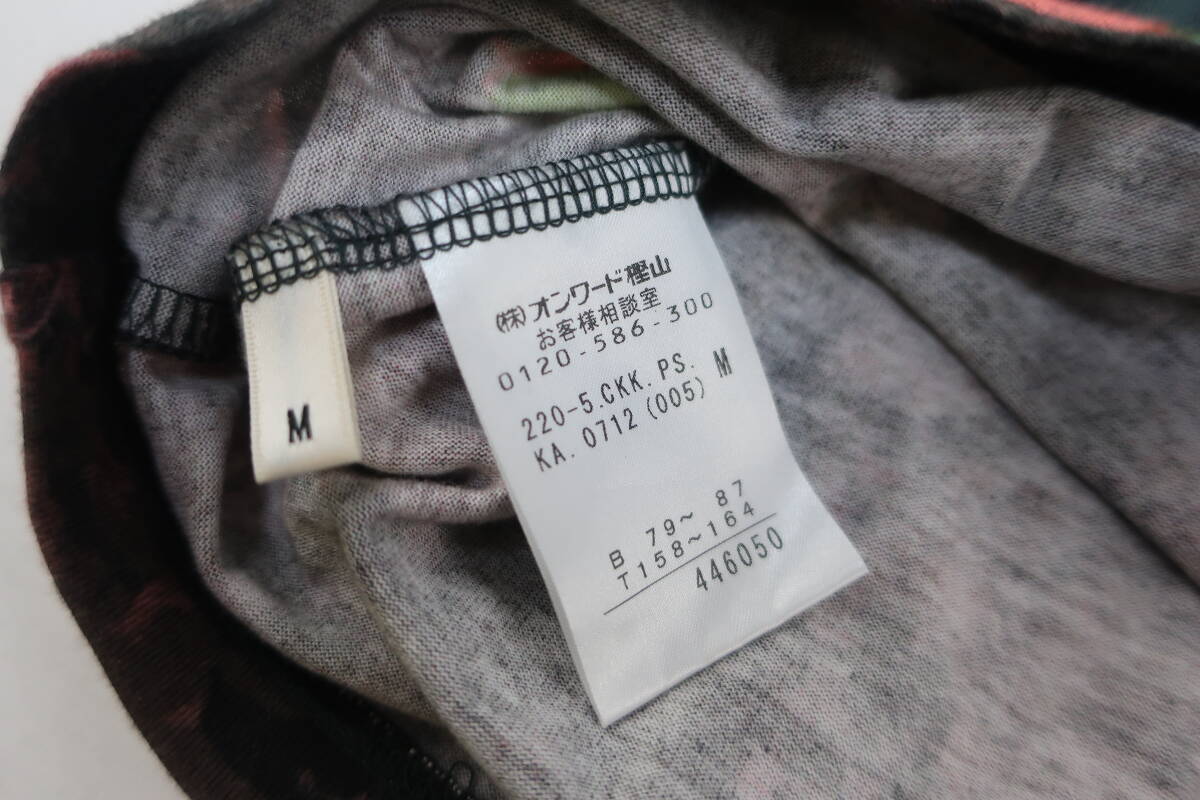 M
㈱オンワード樫山
お客様相談室
0120-586-300
220-5.CKK.PS. M
KA. 0712 (005)
B 79～ 87
T158～164
446050